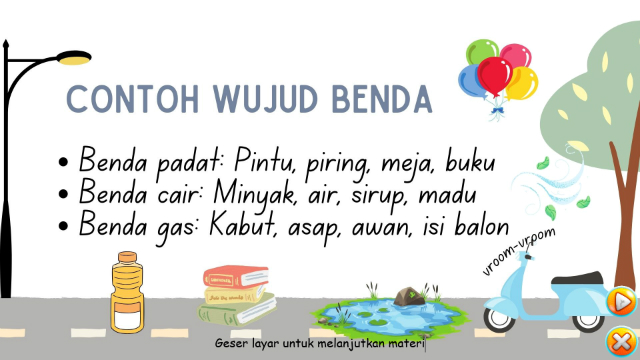 CONTOH WUJUD BENDA
• Benda padat: Pintu, piring, meja, buku
• Benda cair: Minyak, air, sirup, madu
• Benda gas: Kabut, asap, awan, isi balon
vroom-vroom
Geser layar untuk melanjutkan materi